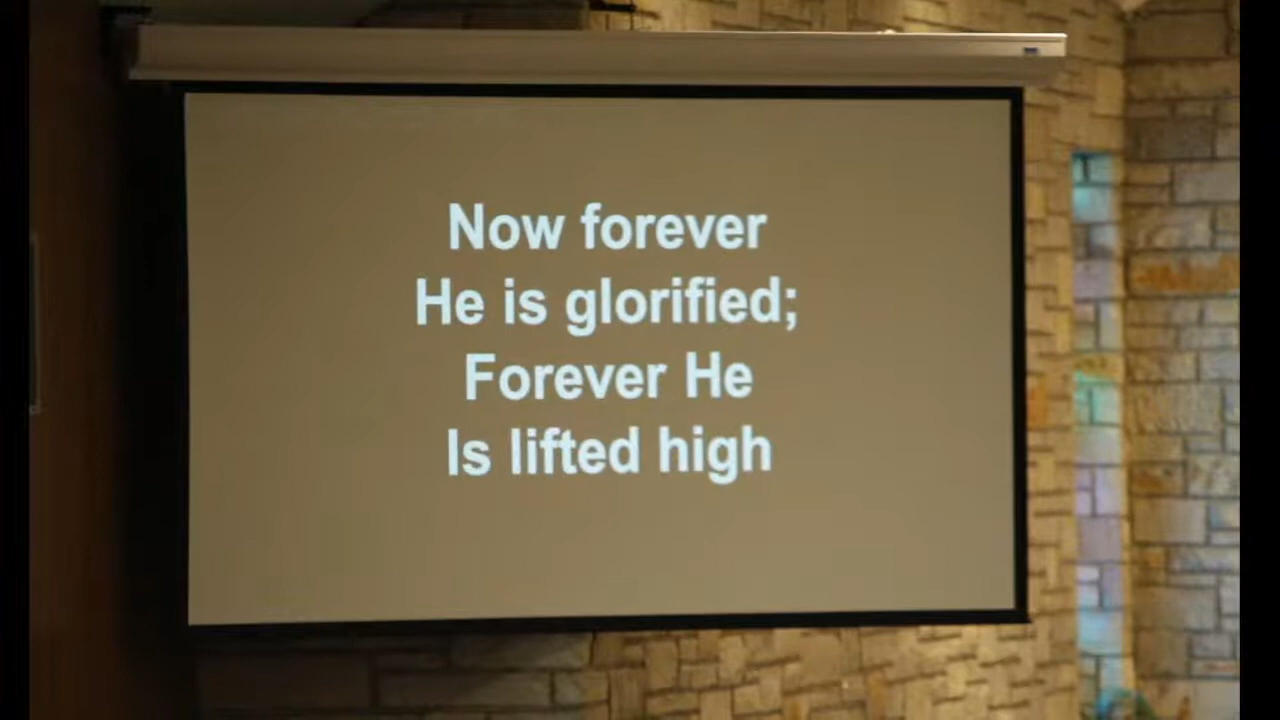 Now forever
He is glorified;
Forever He
Is lifted high